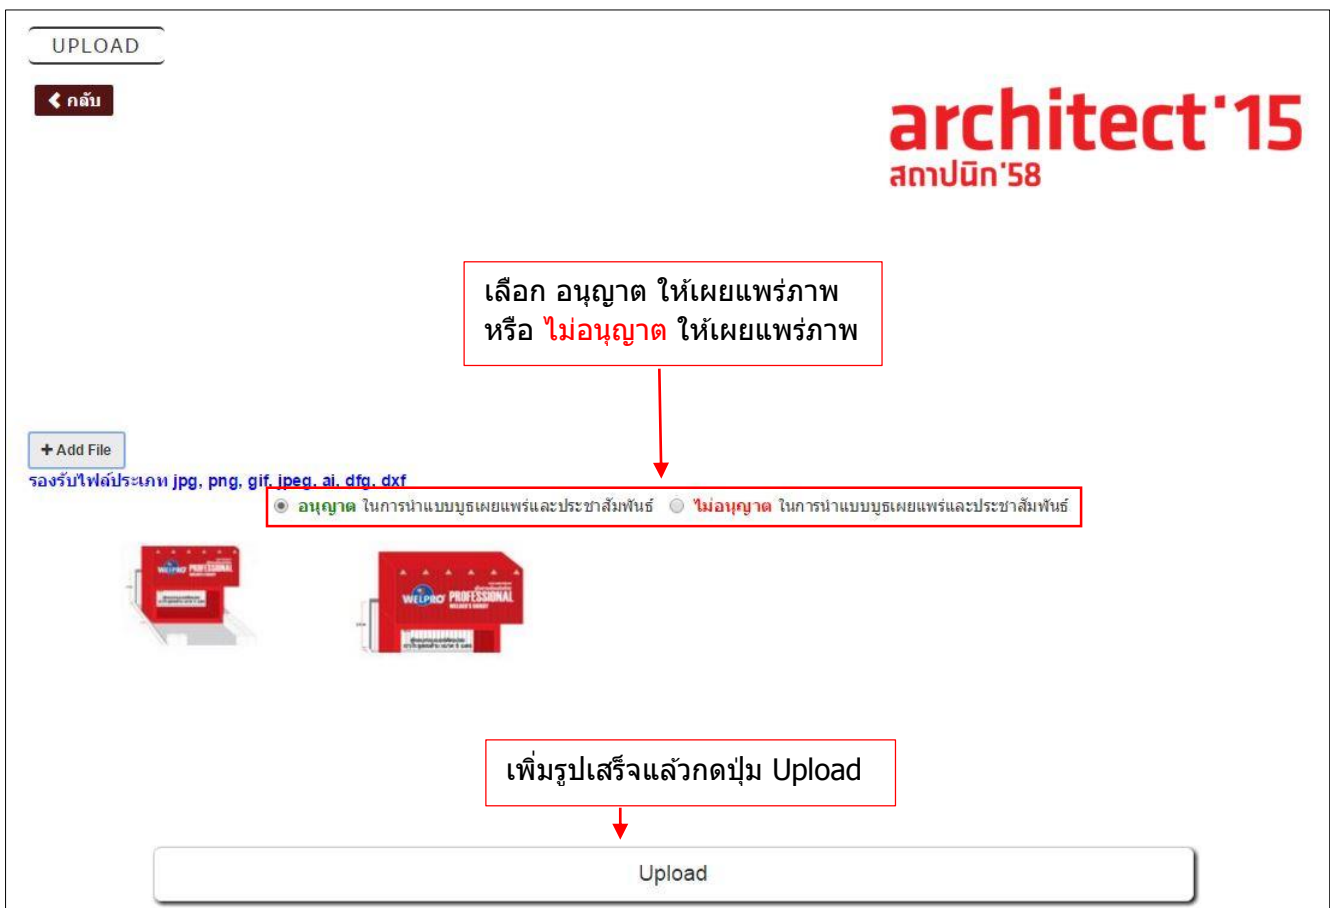 UPLOAD
กลับ
architect'15
สถาปนิก'58
เลือก อนุญาต ให้เผยแพร่ภาพ
หรือ ไม่อนุญาต ให้เผยแพร่ภาพ
+ Add File
รองรับไฟล์ประเภท jpg, png, gif, jpeg, ai, dfg, dxf
อนุญาต ในการนำแบบบูธเผยแพร่และประชาสัมพันธ์ ไม่อนุญาต ในการนำแบบบูธเผยแพร่และประชาสัมพันธ์
WELPRO PROFESSIONAL
WELPRO PROFESSIONAL
เพิ่มรูปเสร็จแล้วกดปุ่ม Upload
Upload